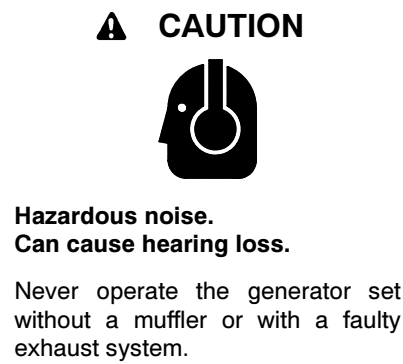 CAUTION
Hazardous noise.
Can cause hearing loss.
Never operate the generator set
without a muffler or with a faulty
exhaust system.